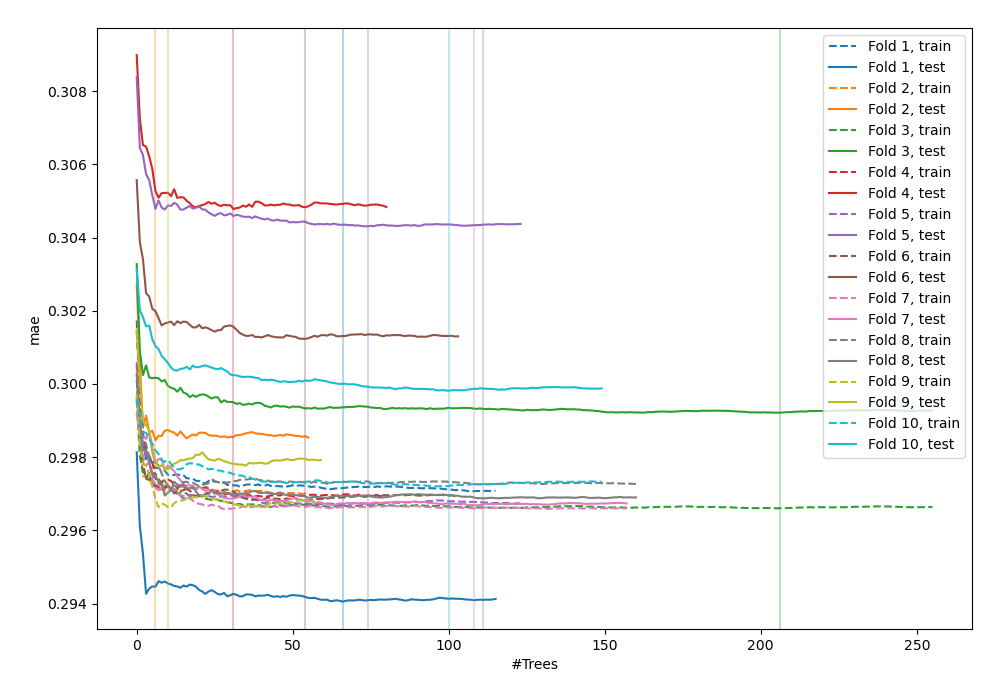 0.308
0.306
0.304
0.302
0.300
0.298
0.296
0.294
mae
0
50
100
150
200
250
#Trees
Fold 1, train
Fold 1, test
Fold 2, train
Fold 2, test
Fold 3, train
Fold 3, test
Fold 4, train
Fold 4, test
Fold 5, train
Fold 5, test
Fold 6, train
Fold 6, test
Fold 7, train
Fold 7, test
Fold 8, train
Fold 8, test
Fold 9, train
Fold 9, test
Fold 10, train
Fold 10, test